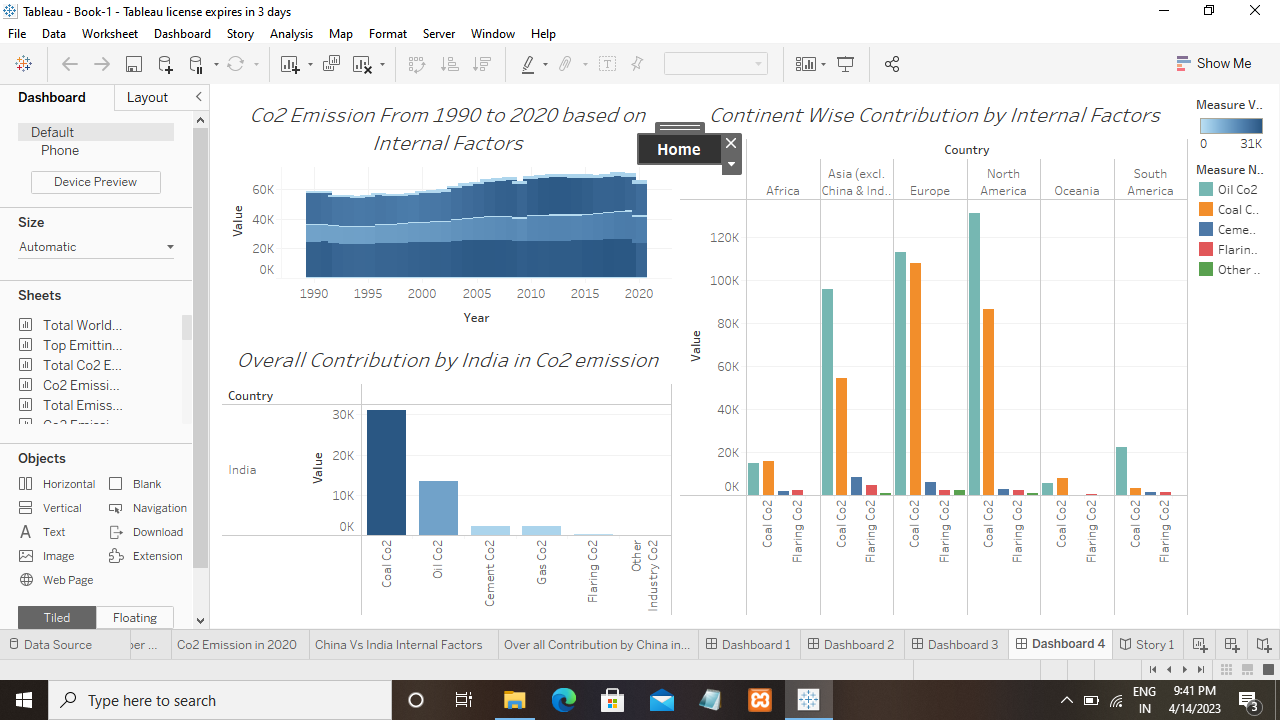 Tableau - Book-1 - Tableau license expires in 3 days
File Data Worksheet Dashboard Story Analysis Map Format Server Window Help
Show Me
Dashboard Layout
Default
Phone
Device Preview
Size
Automatic
Sheets
Total World...
Top Emittin...
Total Co2 E...
Co2 Emissi...
Total Emiss...
Co2 Emissi...
Objects
Horizontal Blank
Vertical Navigation
Text Download
Image Extension
Web Page
Tiled Floating
Co2 Emission From 1990 to 2020 based on
Internal Factors
Home
Value
60K
40K
20K
0K
1990 1995 2000 2005 2010 2015 2020
Year
Overall Contribution by India in Co2 emission
Country
India
Value
30K
20K
10K
0K
Coal Co2
Oil Co2
Cement Co2
Gas Co2
Flaring Co2
Other
Industry Co2
Continent Wise Contribution by Internal Factors
Country
Africa
Asia (excl.
China & Ind..
Europe
North
America
Oceania
South
America
Value
120K
100K
80K
60K
40K
20K
0K
Coal Co2
Flaring Co2
Coal Co2
Flaring Co2
Coal Co2
Flaring Co2
Coal Co2
Flaring Co2
Coal Co2
Flaring Co2
Coal Co2
Flaring Co2
Measure V..
0 31K
Measure N..
Oil Co2
Coal C..
Ceme..
Flarin..
Other ..
Data Source
Co2 Emission in 2020
China Vs India Internal Factors
Over all Contribution by China in...
Dashboard 1
Dashboard 2
Dashboard 3
Dashboard 4
Story 1
Type here to search
ENG
IN
9:41 PM
4/14/2023
3